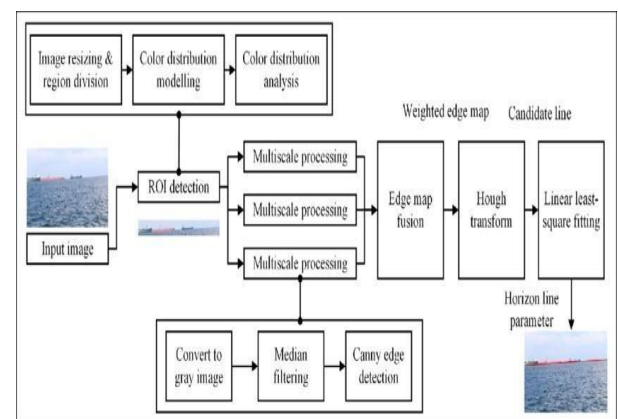 Image resizing &
region division
Color distribution
modelling
Color distribution
analysis
Weighted edge map
Candidate line
Multiscale processing
ROI detection
Multiscale processing
Multiscale processing
Input image
Edge map
fusion
Hough
transform
Linear least-
square fitting
Horizon line
parameter
Convert to
gray image
Median
filtering
Canny edge
detection